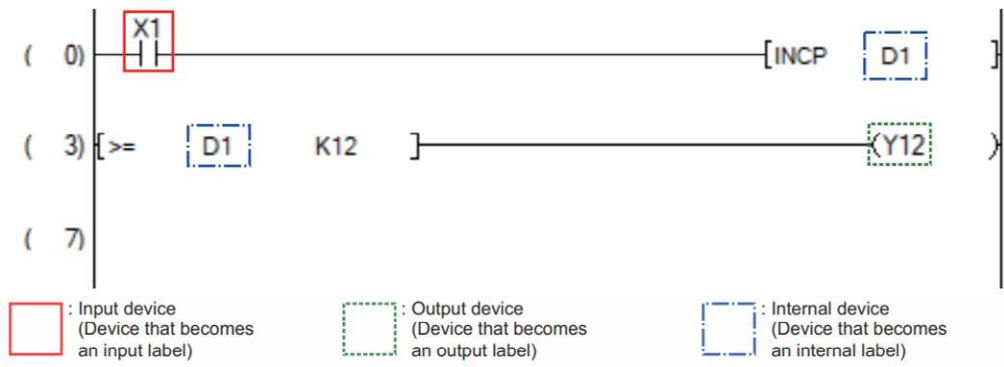 X1
( 0) [INCP D1 ]
( 3) [>= D1 K12 ] (Y12 )
( 7)
: Input device
(Device that becomes
an input label)
: Output device
(Device that becomes
an output label)
: Internal device
(Device that becomes
an internal label)